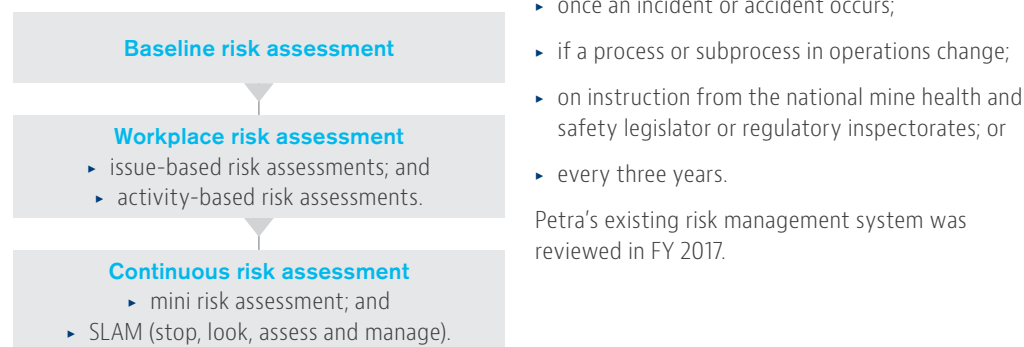 Baseline risk assessment
Workplace risk assessment
▸ issue-based risk assessments; and
▸ activity-based risk assessments.
Continuous risk assessment
▸ mini risk assessment; and
▸ SLAM (stop, look, assess and manage).
▸ once an incident or accident occurs;
▸ if a process or subprocess in operations change;
▸ on instruction from the national mine health and
safety legislator or regulatory inspectorates; or
▸ every three years.
Petra’s existing risk management system was
reviewed in FY 2017.